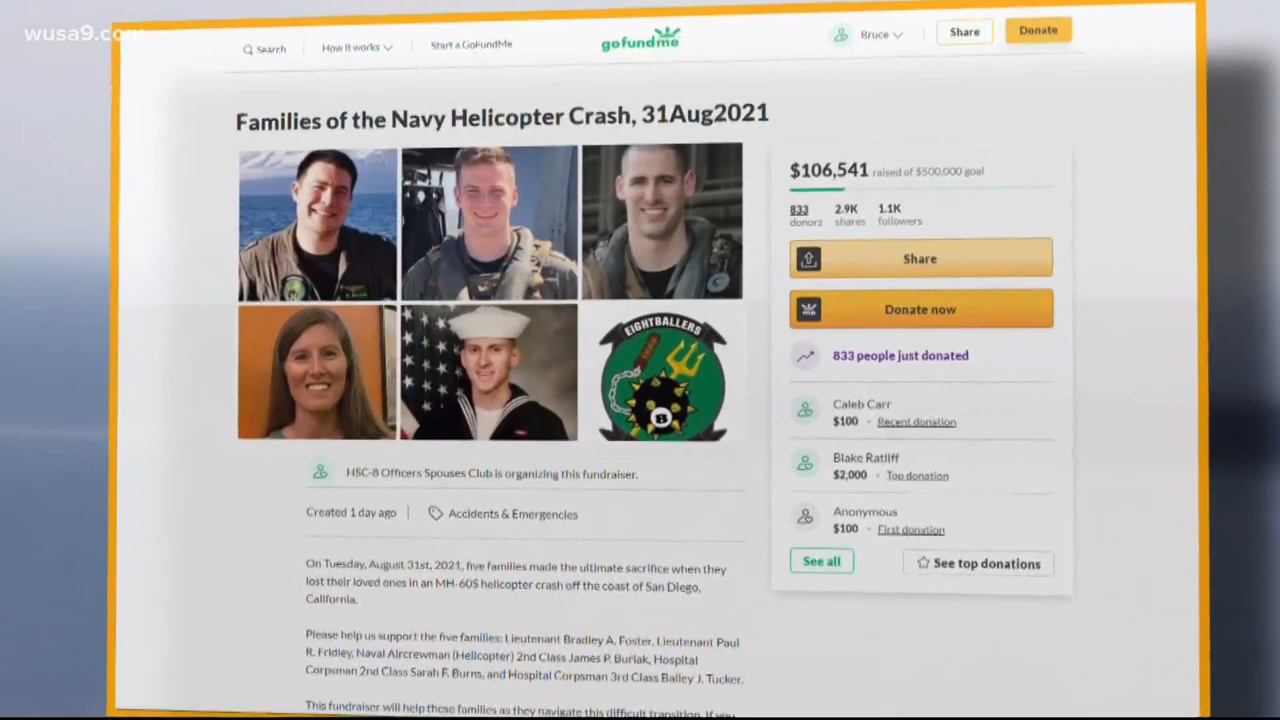 wusa9.com
Search
How it works
Start a GoFundMe
gofundme
Bruce
Share
Donate
Families of the Navy Helicopter Crash, 31Aug2021
EIGHTBALLERS
8
$106,541 raised of $500,000 goal
833 2.9K 1.1K
donors shares followers
Share
Donate now
833 people just donated
Caleb Carr
$100 · Recent donation
Blake Ratliff
$2,000 · Top donation
Anonymous
$100 · First donation
See all
See top donations
HSC-8 Officers Spouses Club is organizing this fundraiser.
Created 1 day ago
Accidents & Emergencies
On Tuesday, August 31st, 2021, five families made the ultimate sacrifice when they
lost their loved ones in an MH-60S helicopter crash off the coast of San Diego,
California.
Please help us support the five families: Lieutenant Bradley A. Foster, Lieutenant Paul
R. Fridley, Naval Aircrewman (Helicopter) 2nd Class James P. Buriak, Hospital
Corpsman 2nd Class Sarah F. Burns, and Hospital Corpsman 3rd Class Bailey J. Tucker.
This fundraiser will help these families as they navigate this difficult transition. If you